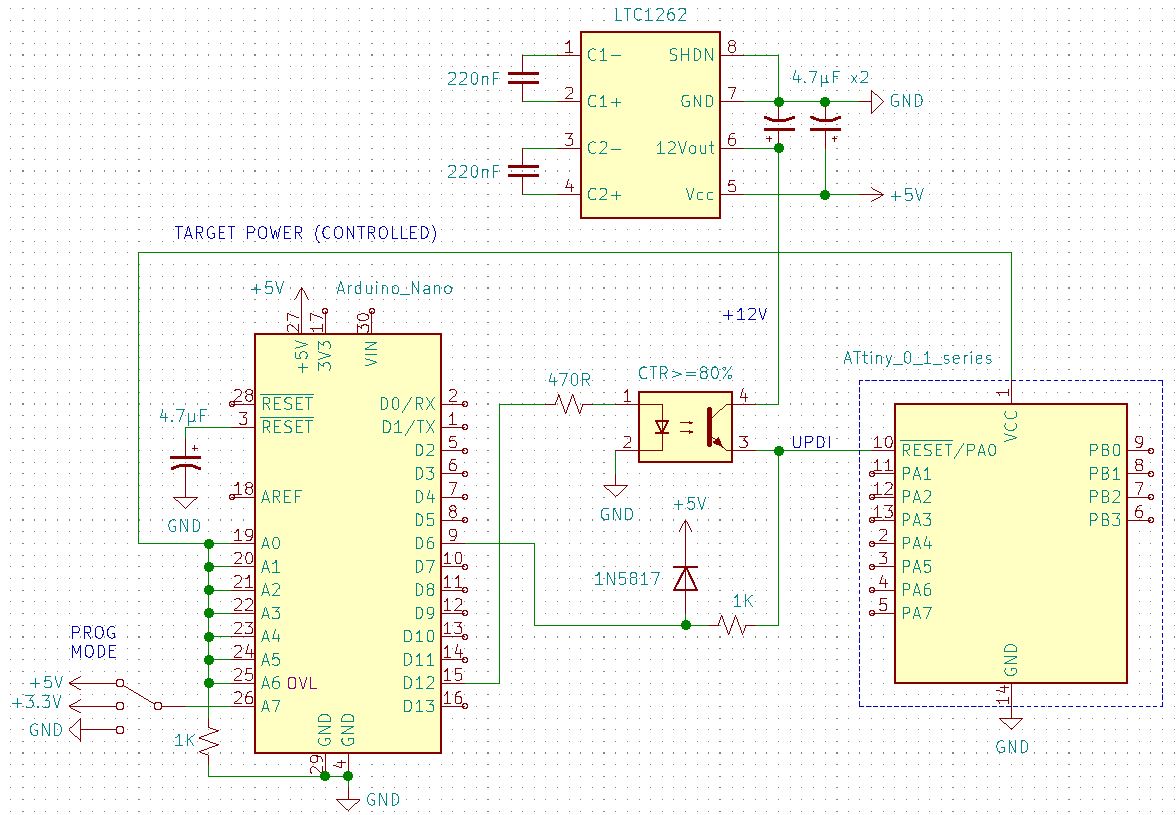 LTC1262
1 C1- SHDN 8
220nF
4.7µF x2
2 C1+ GND 7
GND
3 C2- 12Vout 6
220nF
4 C2+ Vcc 5
+5V
TARGET POWER (CONTROLLED)
+5V
Arduino_Nano
27 17 30
+5V 3V3 VIN
+12V
ATtiny_0_1_series
470R
CTR>=80%
1 4
2 3
GND
UPDI
28 RESET D0/RX 2
4.7µF
3 RESET D1/TX 1
D2 5
D3 6
18 AREF D4 7
GND
D5 8
19 A0 D6 9
20 A1 D7 10
21 A2 D8 11
22 A3 D9 12
23 A4 D10 13
24 A5 D11 14
25 A6 OVL D12 15
26 A7 D13 16
+5V
1N5817
1K
1
VCC
10 RESET/PA0 PB0 9
11 PA1 PB1 8
12 PA2 PB2 7
13 PA3 PB3 6
2 PA4
3 PA5
4 PA6
5 PA7
GND
14
GND
PROG
MODE
+5V
+3.3V
GND
1K
GND GND
29 4
GND